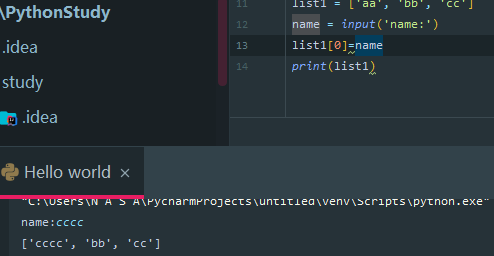 \PythonStudy
.idea
study
.idea
11 list1 = ['aa', 'bb', 'cc']
12 name = input('name:')
13 list1[0]=name
14 print(list1)
Hello world ×
"C:\Users\N A S A\PycharmProjects\untitled\venv\Scripts\python.exe"
name:cccc
['cccc', 'bb', 'cc']